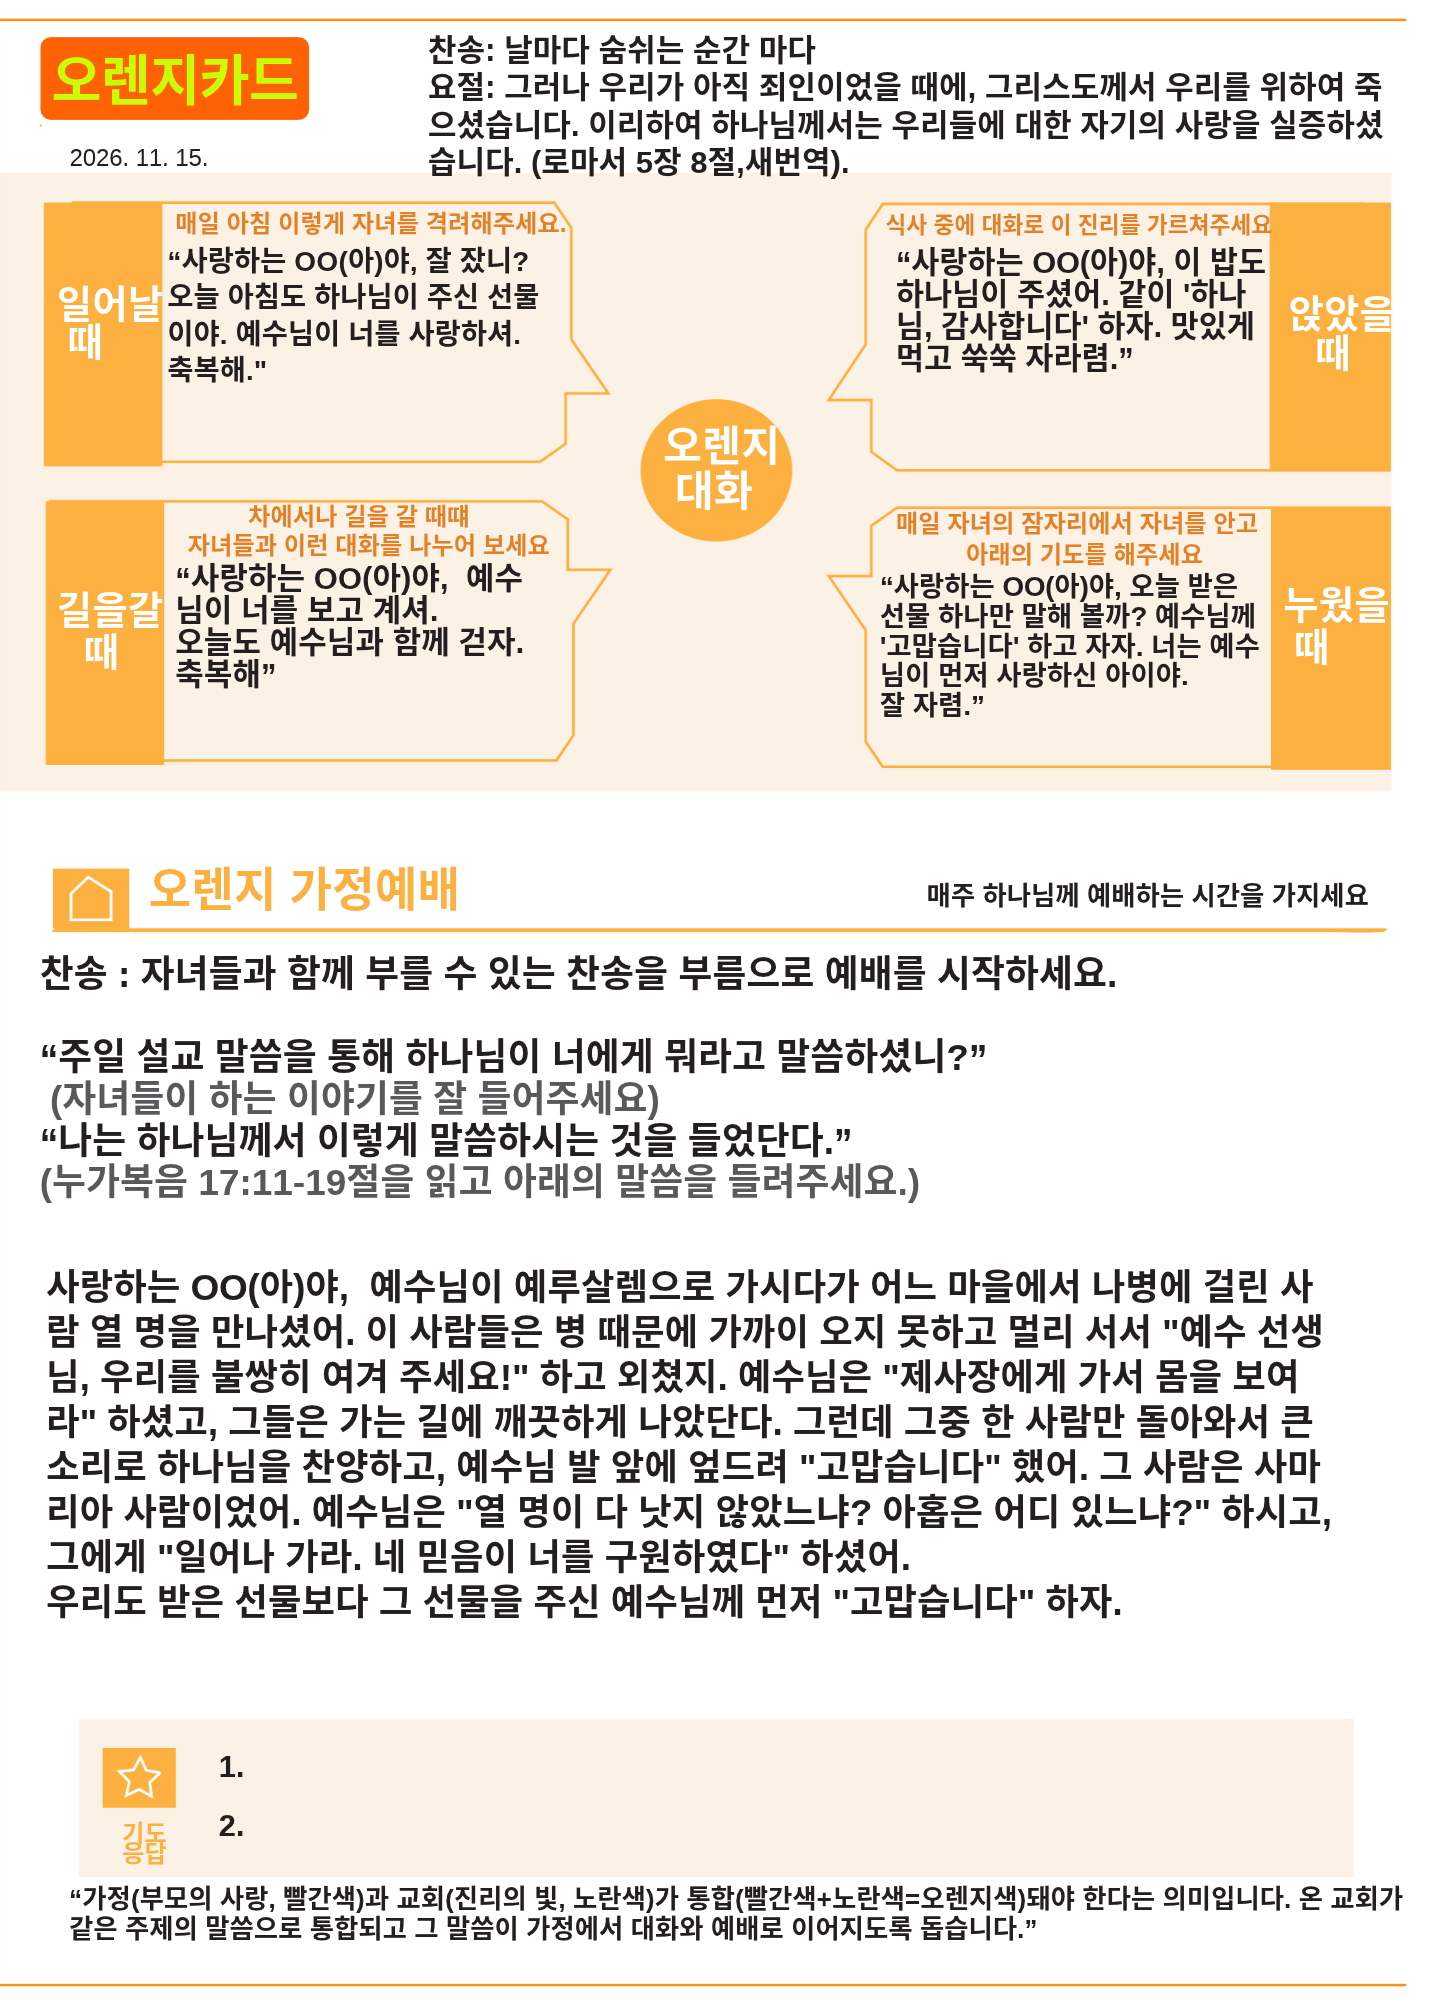 오렌지카드
2026. 11. 15.
찬송: 날마다 숨쉬는 순간 마다
요절: 그러나 우리가 아직 죄인이었을 때에, 그리스도께서 우리를 위하여 죽
으셨습니다. 이리하여 하나님께서는 우리들에 대한 자기의 사랑을 실증하셨
습니다. (로마서 5장 8절,새번역).
일어날
때
매일 아침 이렇게 자녀를 격려해주세요.
“사랑하는 OO(아)야, 잘 잤니?
오늘 아침도 하나님이 주신 선물
이야. 예수님이 너를 사랑하셔.
축복해."
식사 중에 대화로 이 진리를 가르쳐주세요
“사랑하는 OO(아)야, 이 밥도
하나님이 주셨어. 같이 '하나
님, 감사합니다' 하자. 맛있게
먹고 쑥쑥 자라렴.”
앉았을
때
오렌지
대화
길을갈
때
차에서나 길을 갈 때떄
자녀들과 이런 대화를 나누어 보세요
“사랑하는 OO(아)야,  예수
님이 너를 보고 계셔.
오늘도 예수님과 함께 걷자.
축복해”
매일 자녀의 잠자리에서 자녀를 안고
아래의 기도를 해주세요
“사랑하는 OO(아)야, 오늘 받은
선물 하나만 말해 볼까? 예수님께
'고맙습니다' 하고 자자. 너는 예수
님이 먼저 사랑하신 아이야.
잘 자렴.”
누웠을
때
오렌지 가정예배
매주 하나님께 예배하는 시간을 가지세요
찬송 : 자녀들과 함께 부를 수 있는 찬송을 부름으로 예배를 시작하세요.
“주일 설교 말씀을 통해 하나님이 너에게 뭐라고 말씀하셨니?”
(자녀들이 하는 이야기를 잘 들어주세요)
“나는 하나님께서 이렇게 말씀하시는 것을 들었단다.”
(누가복음 17:11-19절을 읽고 아래의 말씀을 들려주세요.)
사랑하는 OO(아)야,  예수님이 예루살렘으로 가시다가 어느 마을에서 나병에 걸린 사
람 열 명을 만나셨어. 이 사람들은 병 때문에 가까이 오지 못하고 멀리 서서 "예수 선생
님, 우리를 불쌍히 여겨 주세요!" 하고 외쳤지. 예수님은 "제사장에게 가서 몸을 보여
라" 하셨고, 그들은 가는 길에 깨끗하게 나았단다. 그런데 그중 한 사람만 돌아와서 큰
소리로 하나님을 찬양하고, 예수님 발 앞에 엎드려 "고맙습니다" 했어. 그 사람은 사마
리아 사람이었어. 예수님은 "열 명이 다 낫지 않았느냐? 아홉은 어디 있느냐?" 하시고,
그에게 "일어나 가라. 네 믿음이 너를 구원하였다" 하셨어.
우리도 받은 선물보다 그 선물을 주신 예수님께 먼저 "고맙습니다" 하자.
1.
2.
기도
응답
“가정(부모의 사랑, 빨간색)과 교회(진리의 빛, 노란색)가 통합(빨간색+노란색=오렌지색)돼야 한다는 의미입니다. 온 교회가
같은 주제의 말씀으로 통합되고 그 말씀이 가정에서 대화와 예배로 이어지도록 돕습니다.”